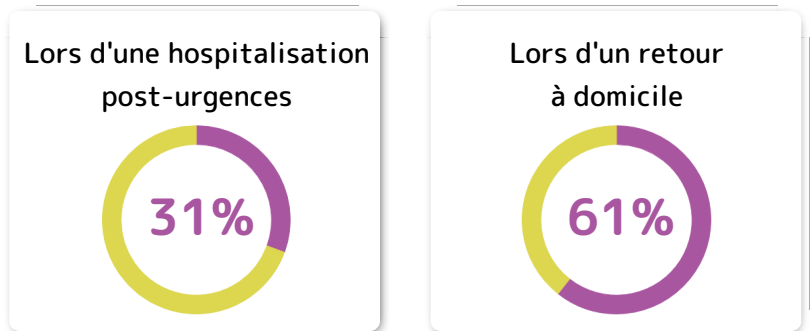 Lors d'une hospitalisation
post-urgences
31%
Lors d'un retour
à domicile
61%